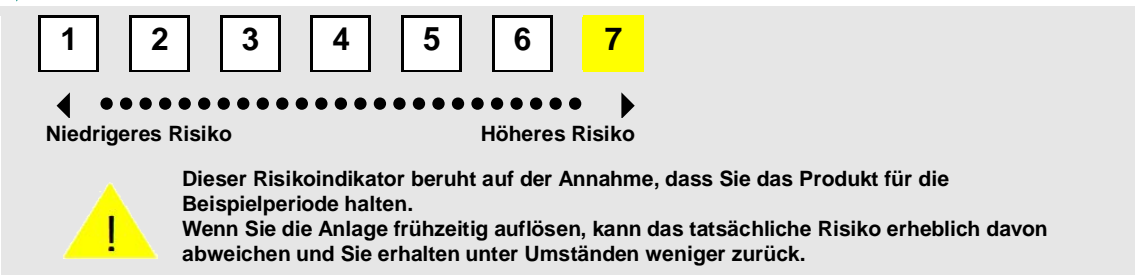 1 2 3 4 5 6 7
Niedrigeres Risiko Höheres Risiko
!
Dieser Risikoindikator beruht auf der Annahme, dass Sie das Produkt für die
Beispielperiode halten.
Wenn Sie die Anlage frühzeitig auflösen, kann das tatsächliche Risiko erheblich davon
abweichen und Sie erhalten unter Umständen weniger zurück.